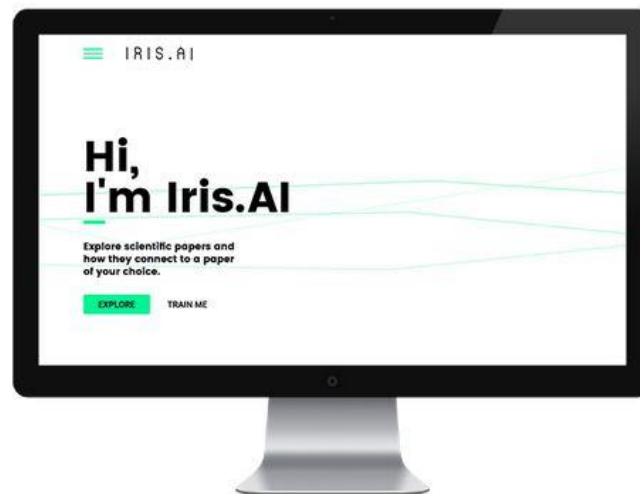 IRIS.AI
Hi,
I'm Iris.AI
Explore scientific papers and
how they connect to a paper
of your choice.
EXPLORE TRAIN ME